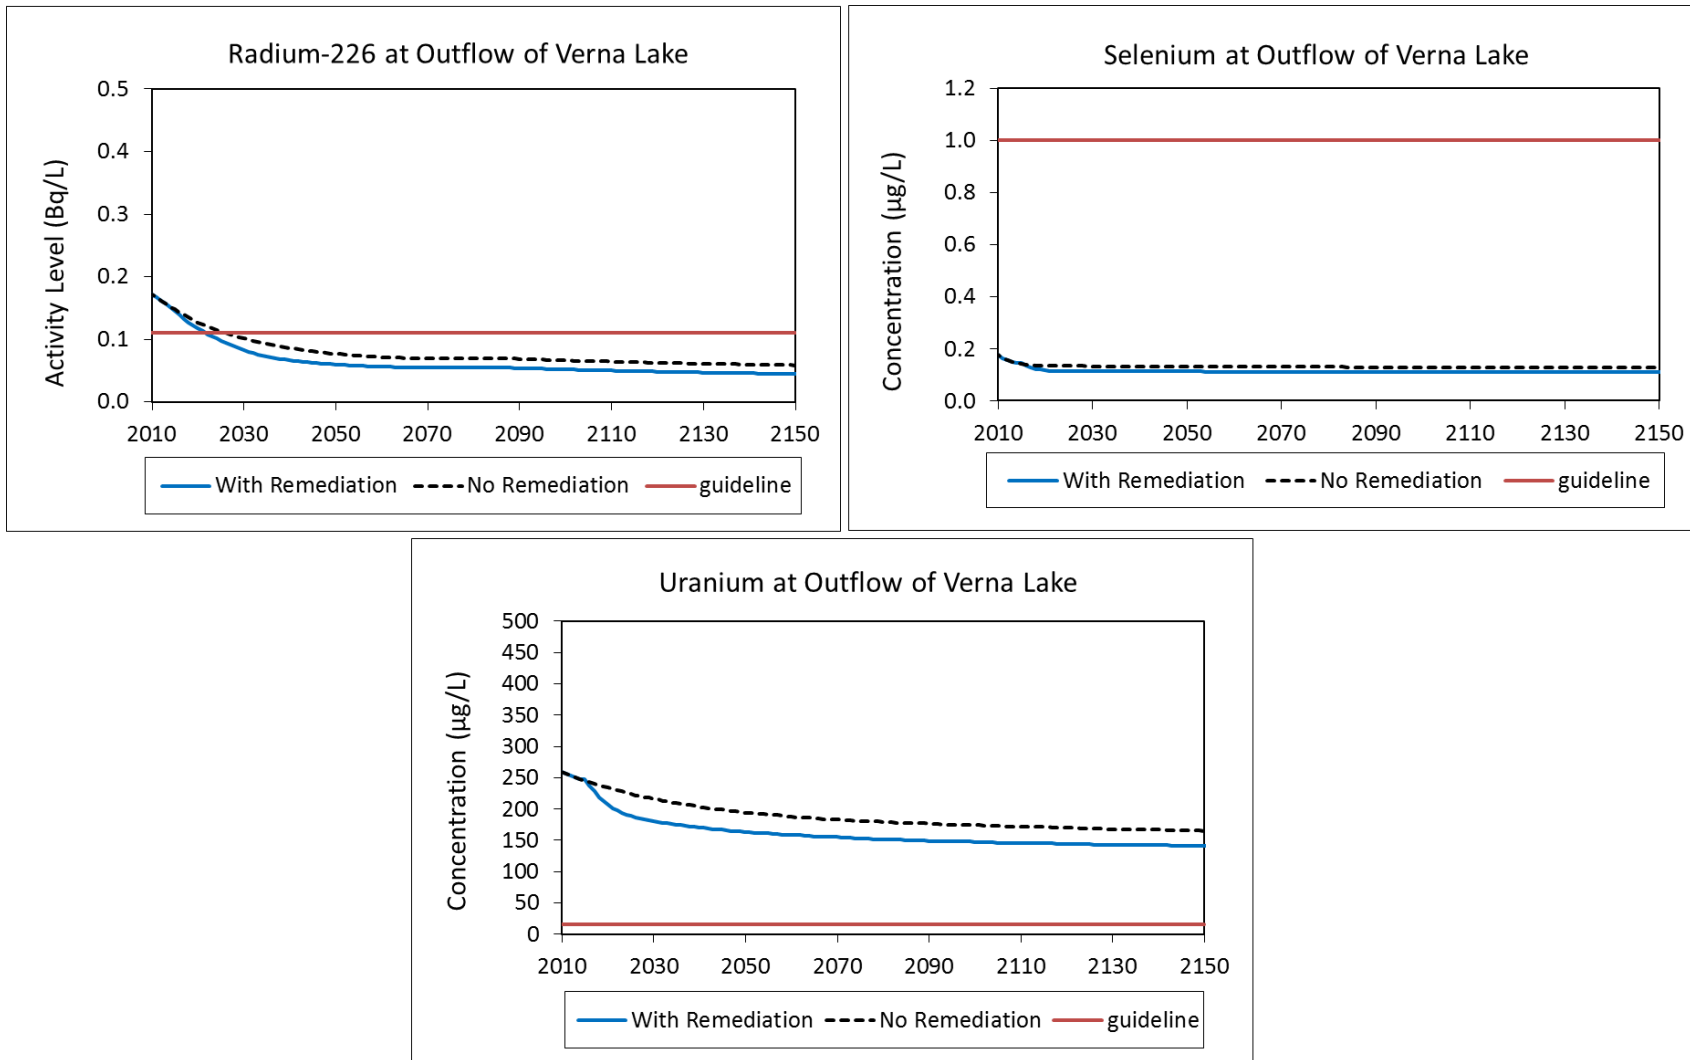 Radium-226 at Outflow of Verna Lake
Activity Level (Bq/L)
0.5
0.4
0.3
0.2
0.1
0.0
2010 2030 2050 2070 2090 2110 2130 2150
With Remediation No Remediation guideline
Selenium at Outflow of Verna Lake
Concentration (µg/L)
1.2
1.0
0.8
0.6
0.4
0.2
0.0
2010 2030 2050 2070 2090 2110 2130 2150
With Remediation No Remediation guideline
Uranium at Outflow of Verna Lake
Concentration (µg/L)
500
450
400
350
300
250
200
150
100
50
0
2010 2030 2050 2070 2090 2110 2130 2150
With Remediation No Remediation guideline